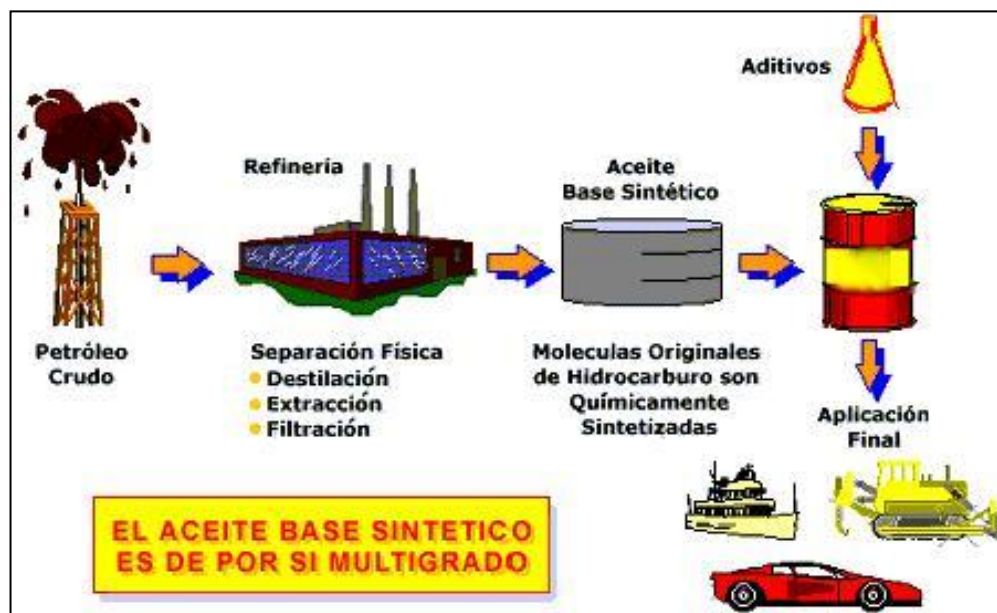 Aditivos
Refinería
Aceite
Base Sintético
Petróleo
Crudo
Separación Física
Destilación
Extracción
Filtración
Moleculas Originales
de Hidrocarburo son
Químicamente
Sintetizadas
Aplicación
Final
EL ACEITE BASE SINTETICO
ES DE POR SI MULTIGRADO